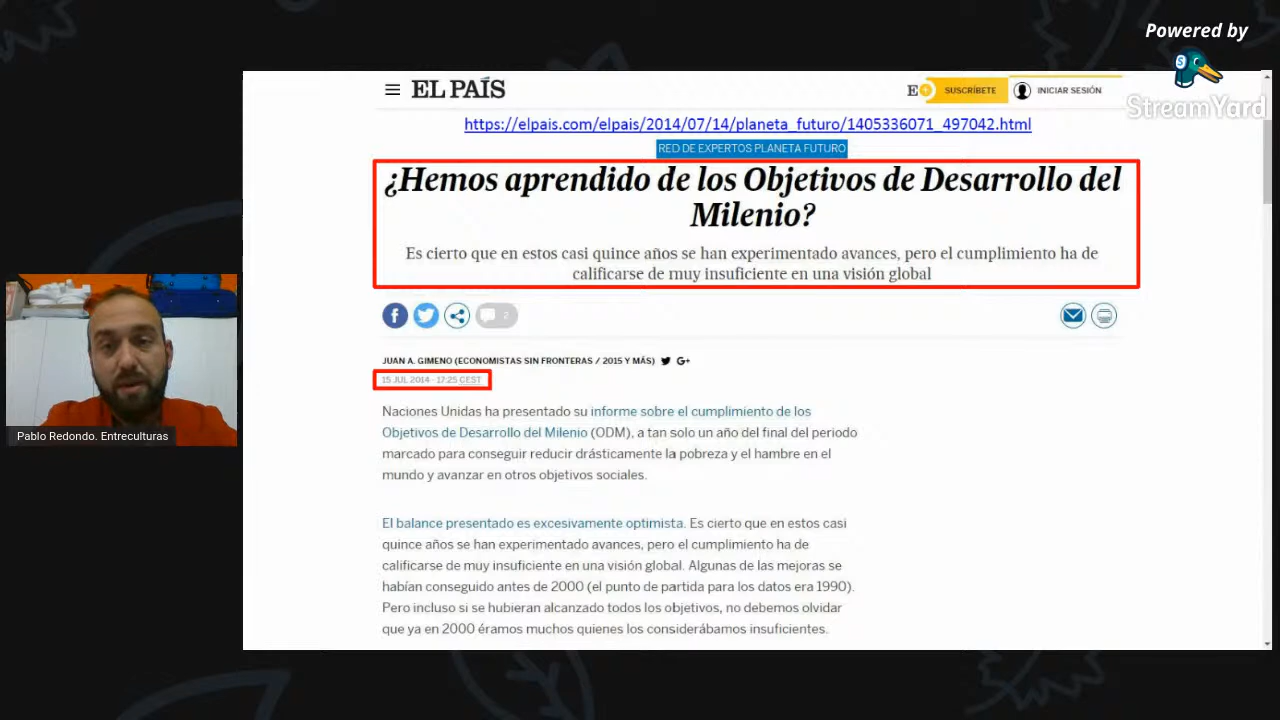 Powered by
StreamYard
EL PAÍS
E+
SUSCRÍBETE
INICIAR SESIÓN
https://elpais.com/elpais/2014/07/14/planeta_futuro/1405336071_497042.html
RED DE EXPERTOS PLANETA FUTURO
¿Hemos aprendido de los Objetivos de Desarrollo del
Milenio?
Es cierto que en estos casi quince años se han experimentado avances, pero el cumplimiento ha de
calificarse de muy insuficiente en una visión global
2
JUAN A. GIMENO (ECONOMISTAS SIN FRONTERAS / 2015 Y MÁS)
15 JUL 2014 - 17:25 CEST
Naciones Unidas ha presentado su informe sobre el cumplimiento de los
Objetivos de Desarrollo del Milenio (ODM), a tan solo un año del final del periodo
marcado para conseguir reducir drásticamente la pobreza y el hambre en el
mundo y avanzar en otros objetivos sociales.
El balance presentado es excesivamente optimista. Es cierto que en estos casi
quince años se han experimentado avances, pero el cumplimiento ha de
calificarse de muy insuficiente en una visión global. Algunas de las mejoras se
habían conseguido antes de 2000 (el punto de partida para los datos era 1990).
Pero incluso si se hubieran alcanzado todos los objetivos, no debemos olvidar
que ya en 2000 éramos muchos quienes los considerábamos insuficientes.
Pablo Redondo. Entreculturas